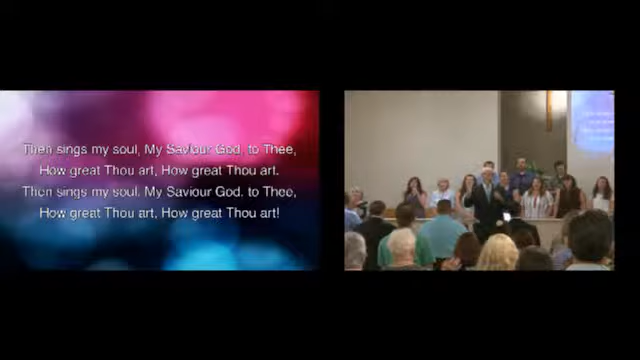 Then sings my soul, My Saviour God, to Thee,
How great Thou art, How great Thou art.
Then sings my soul, My Saviour God, to Thee,
How great Thou art, How great Thou art!